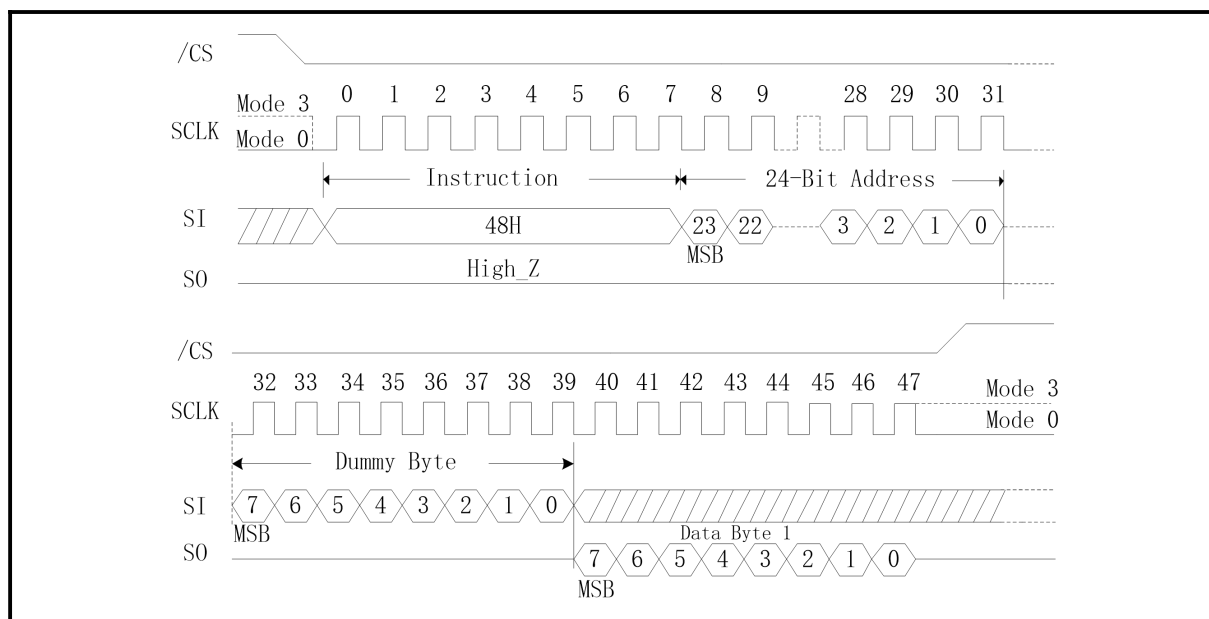 /CS
0 1 2 3 4 5 6 7 8 9 28 29 30 31
Mode 3
SCLK
Mode 0
Instruction 24-Bit Address
SI 48H 23 22 3 2 1 0
MSB
High_Z
SO
/CS
32 33 34 35 36 37 38 39 40 41 42 43 44 45 46 47
Mode 3
SCLK
Mode 0
Dummy Byte
SI 7 6 5 4 3 2 1 0
MSB
Data Byte 1
SO 7 6 5 4 3 2 1 0
MSB